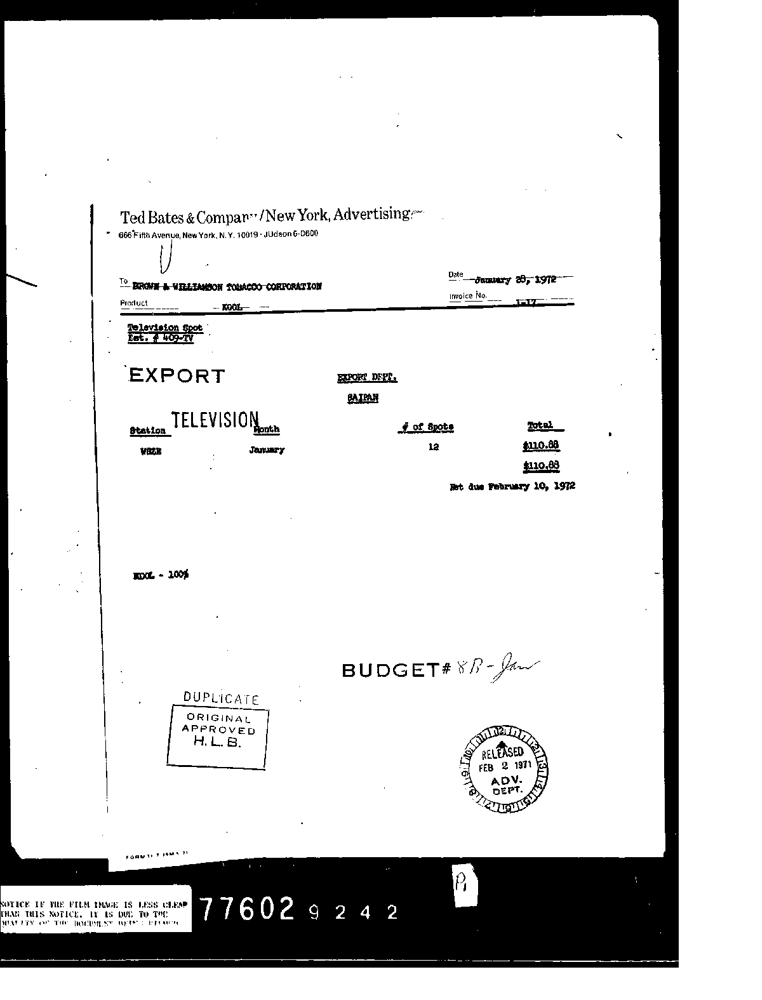 Ted Bates & Company/New York, Advertising
666 Fifth Avenue, New York, N. Y. 10019 - JUdson 6-0600
To BROWN & WILLIAMSON TOBACCO CORPORATION
Date January 28, 1972
Invoice No. 1-17
Product KOOL
Television Spot
Est. # 409-TV
EXPORT
EXPORT DEPT.
SAIPAN
TELEVISION
Station Month # of Spots Total
WSZE January 12 $110.88
$110.88
Net due February 10, 1972
KOOL - 100%
BUDGET# 8B-Jan
DUPLICATE
ORIGINAL
APPROVED
H. L. B.
RELEASED
FEB 2 1971
ADV.
DEPT.
NOTICE IF THE FILM IMAGE IS LESS CLEAR
THAN THIS NOTICE, IT IS DUE TO THE
QUALITY OF THE DOCUMENT BEING FILMED
77602 9242